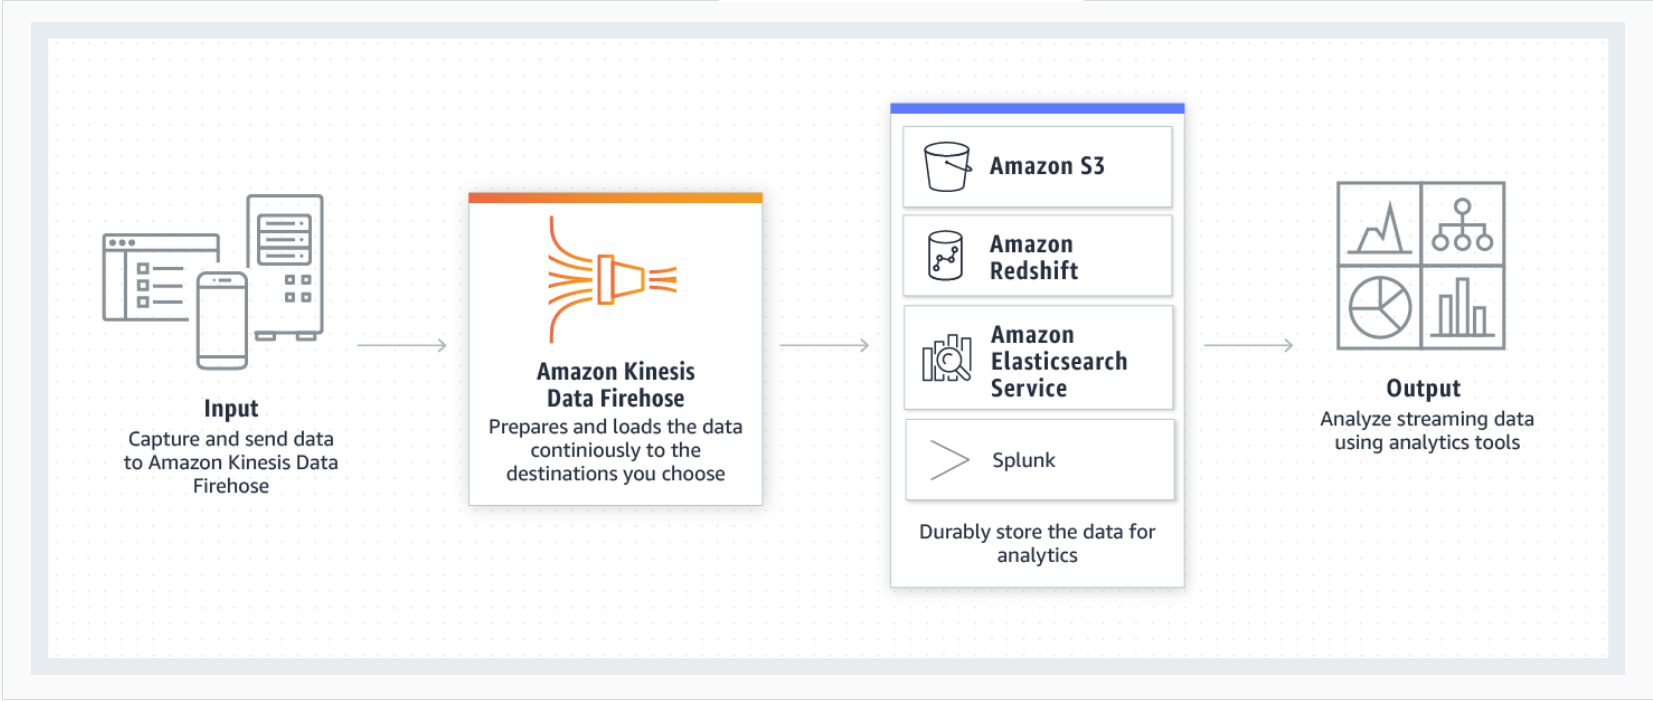 Input
Capture and send data
to Amazon Kinesis Data
Firehose
Amazon Kinesis
Data Firehose
Prepares and loads the data
continiously to the
destinations you choose
Amazon S3
Amazon
Redshift
Amazon
Elasticsearch
Service
Splunk
Durably store the data for
analytics
Output
Analyze streaming data
using analytics tools